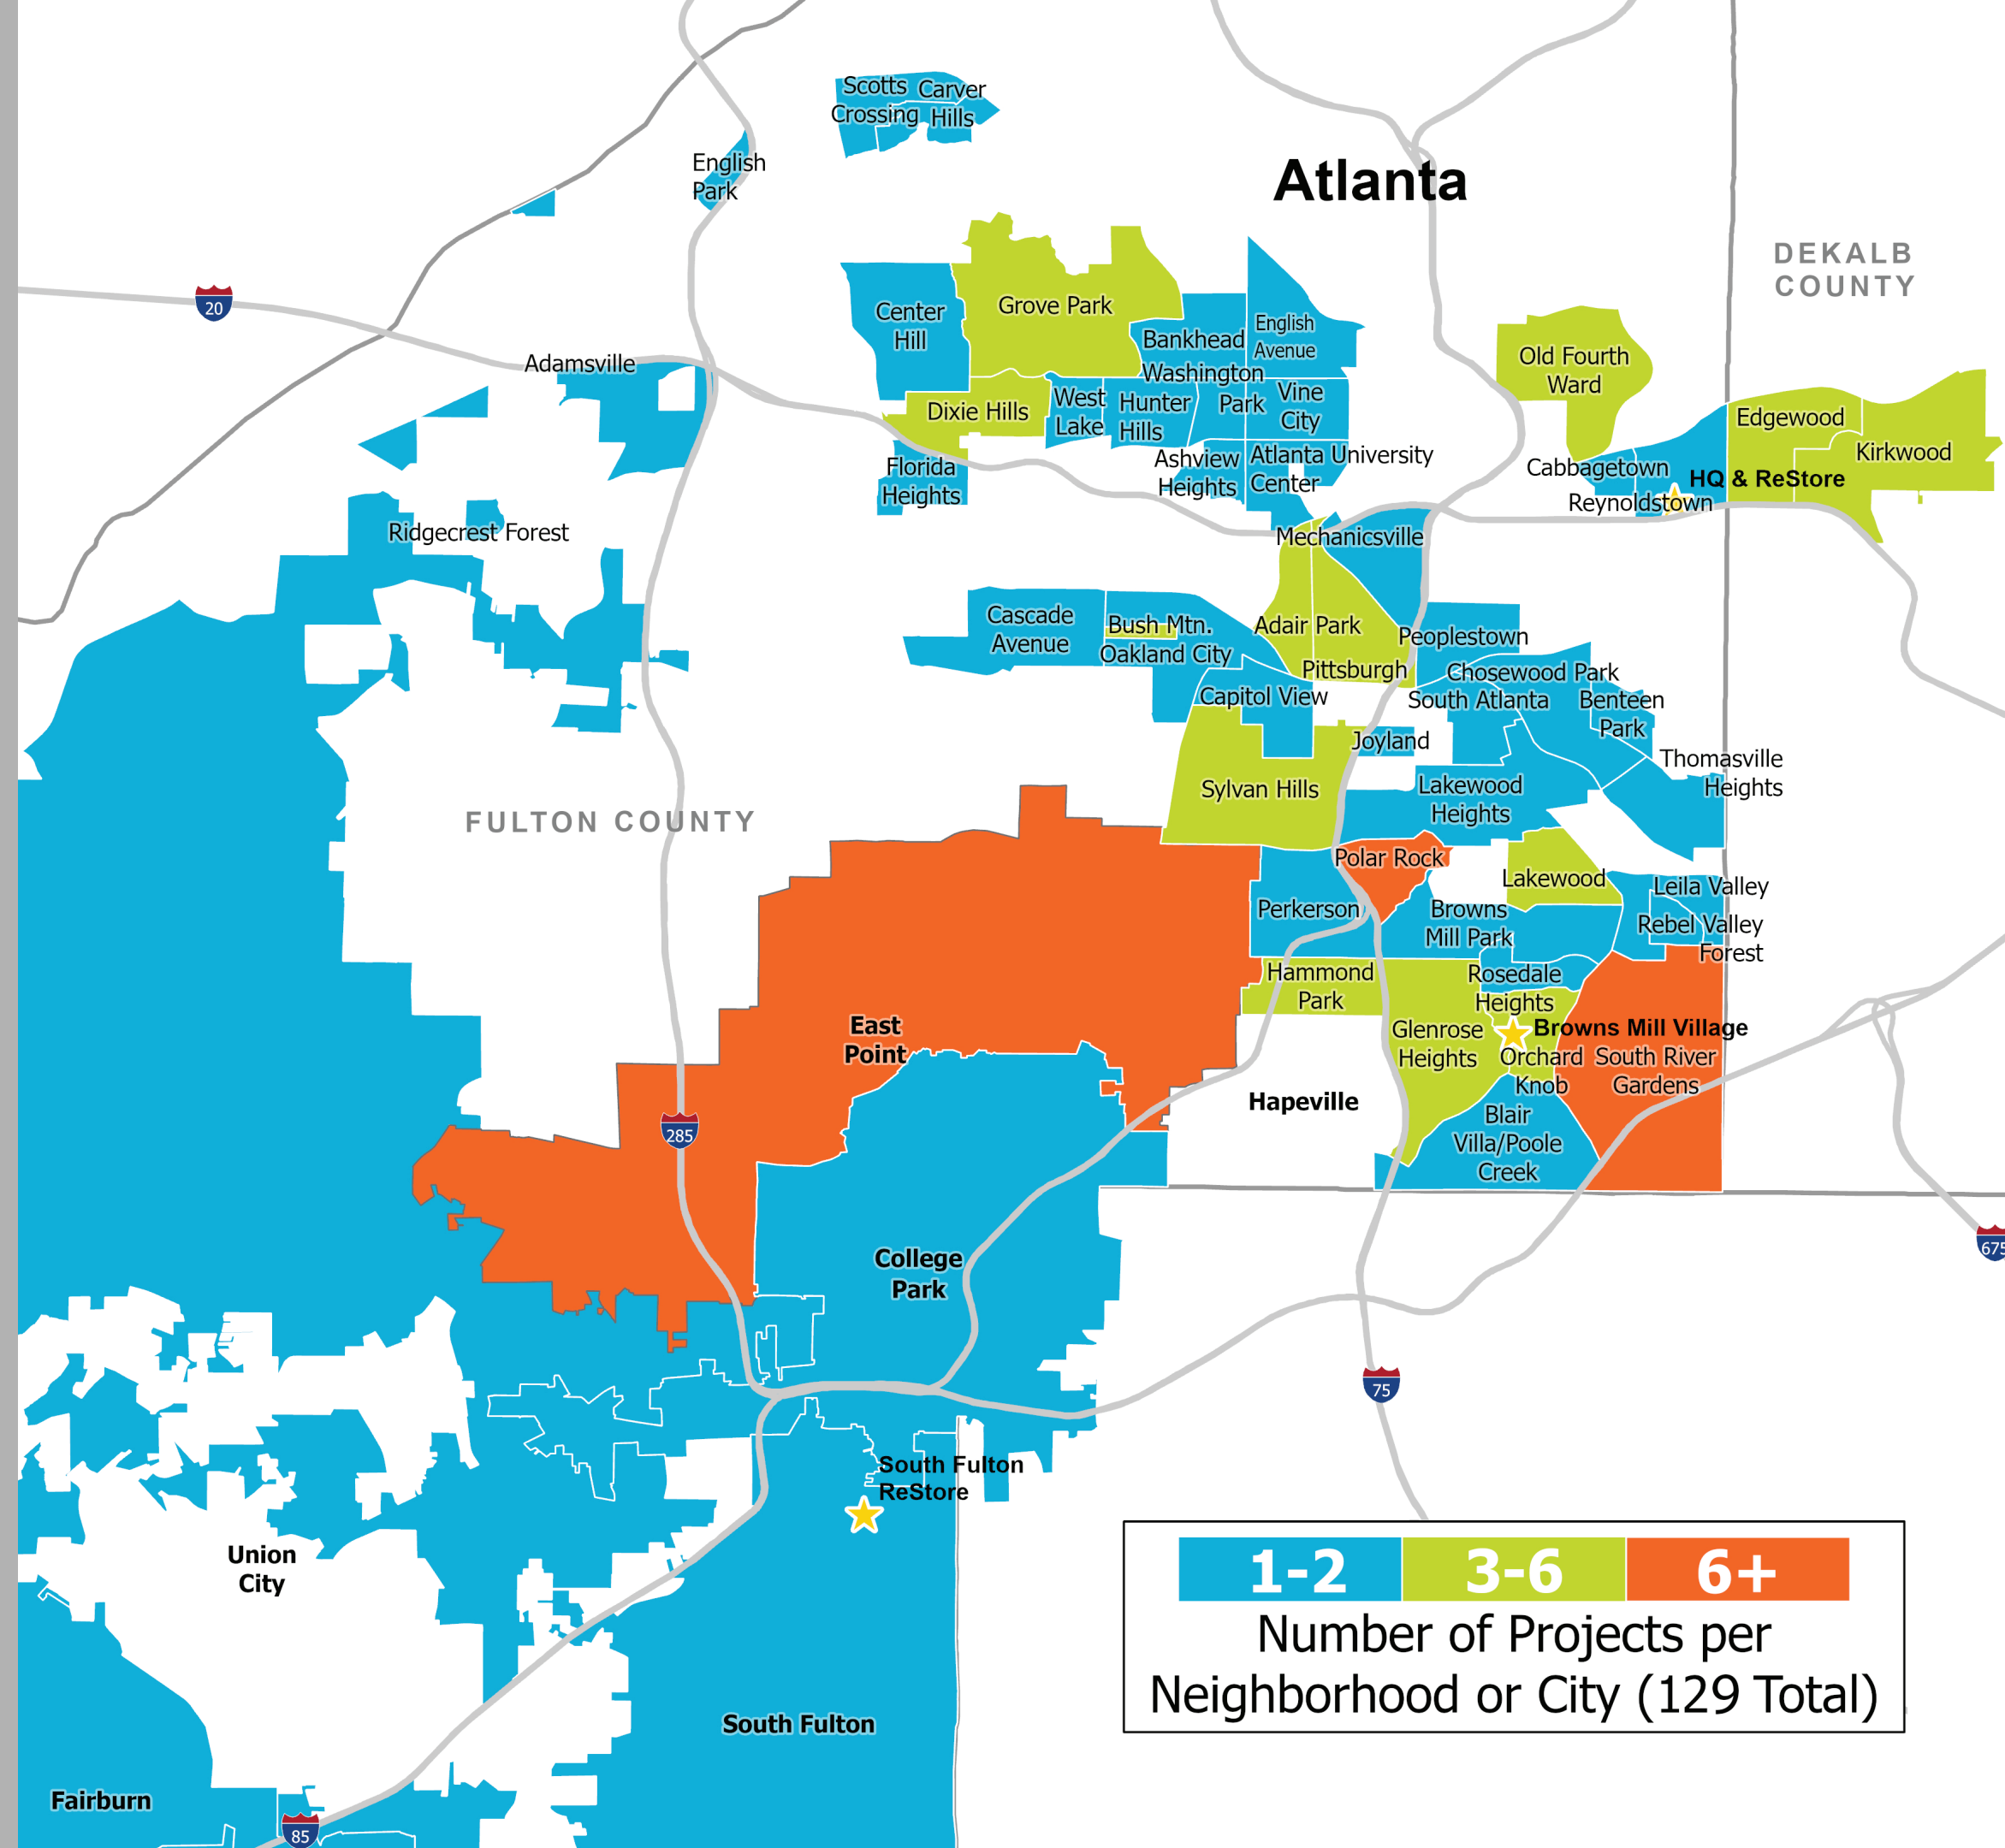 Scotts
Crossing
Carver
Hills
English
Park
Atlanta
DEKALB
COUNTY
20
Center
Hill
Grove Park
Bankhead
English
Avenue
Old Fourth
Ward
Adamsville
Washington
Park
Dixie Hills
West
Lake
Hunter
Hills
Vine
City
Edgewood
Kirkwood
Florida
Heights
Ashview
Heights
Atlanta University
Center
Cabbagetown
HQ & ReStore
Reynoldstown
Ridgecrest Forest
Mechanicsville
Cascade
Avenue
Bush Mtn.
Oakland City
Adair Park
Pittsburgh
Peoplestown
Chosewood Park
South Atlanta
Benteen
Park
Capitol View
Joyland
Thomasville
Heights
Sylvan Hills
Lakewood
Heights
FULTON COUNTY
Polar Rock
Lakewood
Leila Valley
Perkerson
Browns
Mill Park
Rebel Valley
Forest
Hammond
Park
Rosedale
Heights
East
Point
Glenrose
Heights
Browns Mill Village
Orchard
Knob
South River
Gardens
Hapeville
Blair
Villa/Poole
Creek
285
College
Park
675
75
South Fulton
ReStore
Union
City
1-2
3-6
6+
Number of Projects per
Neighborhood or City (129 Total)
South Fulton
Fairburn
85